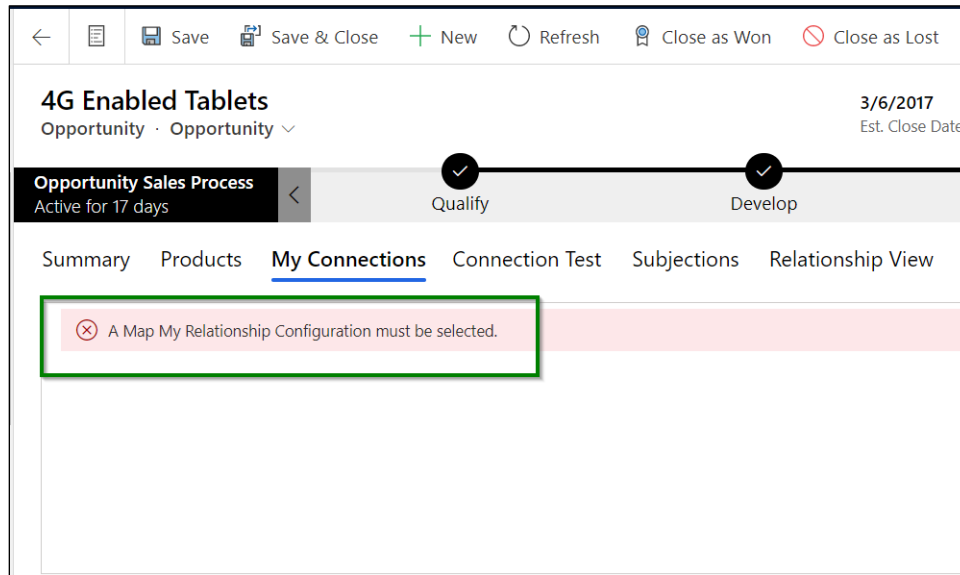 Save Save & Close New Refresh Close as Won Close as Lost
4G Enabled Tablets
Opportunity · Opportunity
3/6/2017
Est. Close Date
Opportunity Sales Process
Active for 17 days
Qualify
Develop
Summary Products My Connections Connection Test Subjections Relationship View
A Map My Relationship Configuration must be selected.